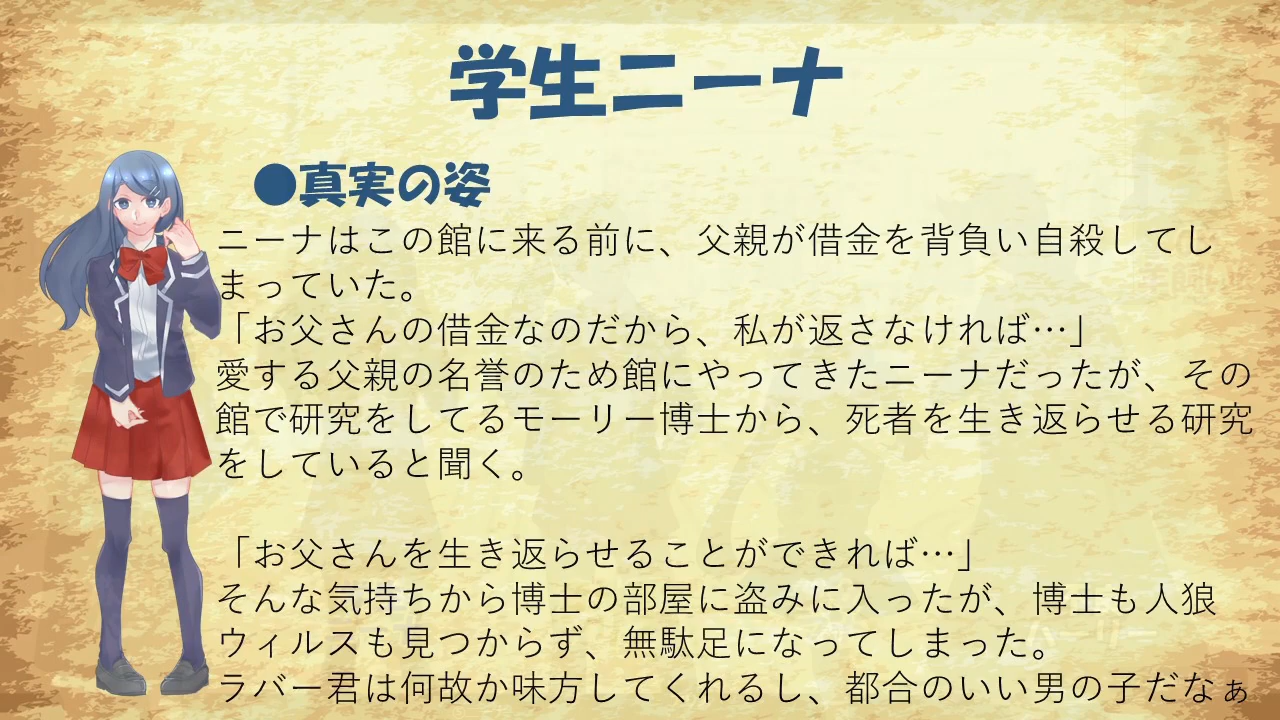 学生ニーナ
●真実の姿
ニーナはこの館に来る前に、父親が借金を背負い自殺してし
まっていた。
「お父さんの借金なのだから、私が返さなければ…」
愛する父親の名誉のため館にやってきたニーナだったが、その
館で研究をしてるモーリー博士から、死者を生き返らせる研究
をしていると聞く。
「お父さんを生き返らせることができれば…」
そんな気持ちから博士の部屋に盗みに入ったが、博士も人狼
ウィルスも見つからず、無駄足になってしまった。
ラバー君は何故か味方してくれるし、都合のいい男の子だなぁ